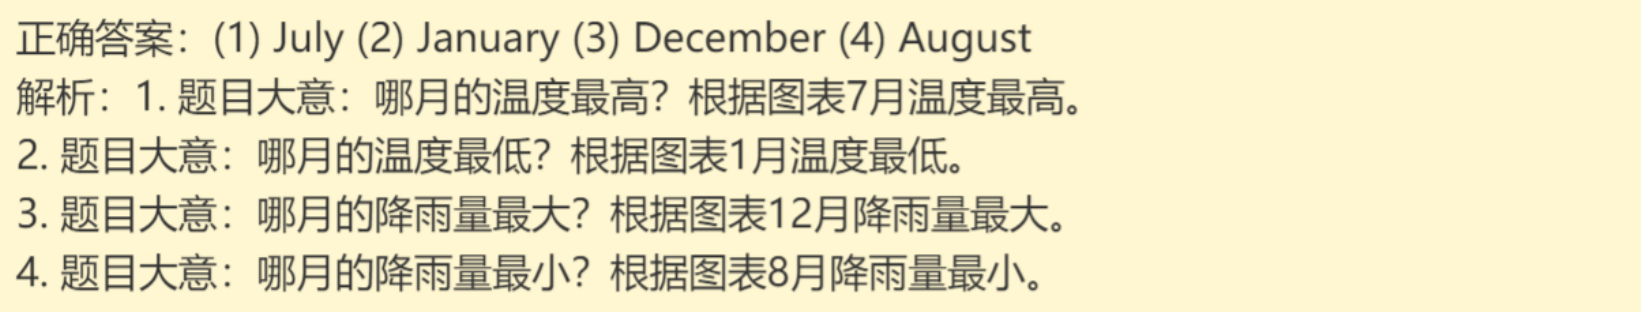 正确答案：(1) July (2) January (3) December (4) August
解析：1. 题目大意：哪月的温度最高？根据图表7月温度最高。
2. 题目大意：哪月的温度最低？根据图表1月温度最低。
3. 题目大意：哪月的降雨量最大？根据图表12月降雨量最大。
4. 题目大意：哪月的降雨量最小？根据图表8月降雨量最小。